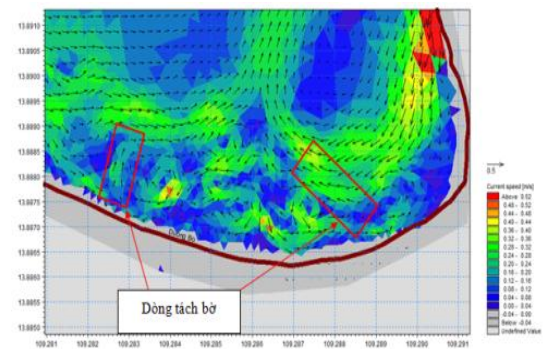 13.8910
13.8905
13.8900
13.8895
13.8890
13.8885
13.8880
13.8875
13.8970
13.8965
13.8960
13.8855
13.8950
109.281 109.282 109.283 109.284 109.285 109.286 109.287 109.288 109.289 109.290 109.291
Đường Bờ
Dòng tách bờ
0.5
Current speed [m/s]
Above 0.52
0.48 - 0.52
0.44 - 0.48
0.40 - 0.44
0.36 - 0.40
0.32 - 0.36
0.28 - 0.32
0.24 - 0.28
0.20 - 0.24
0.16 - 0.20
0.12 - 0.16
0.08 - 0.12
0.04 - 0.08
0.00 - 0.04
-0.04 - 0.00
Below -0.04
Undefined Value